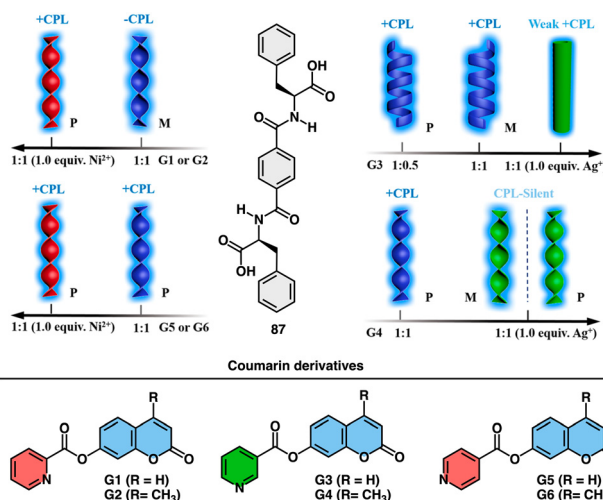 +CPL -CPL
P M
1:1 (1.0 equiv. Ni²⁺) 1:1 G1 or G2
+CPL +CPL
P P
1:1 (1.0 equiv. Ni²⁺) 1:1 G5 or G6
OH
O
N
H
O
O
H
N
O
OH
87
+CPL +CPL Weak +CPL
P M
G3 1:0.5 1:1 1:1 (1.0 equiv. Ag⁺)
+CPL CPL-Silent
P M P
G4 1:1 1:1 (1.0 equiv. Ag⁺)
Coumarin derivatives
R R R
O O O
O O O O O O O
N N N
G1 (R = H) G3 (R = H) G5 (R = H)
G2 (R= CH₃) G4 (R= CH₃) G6 (R=